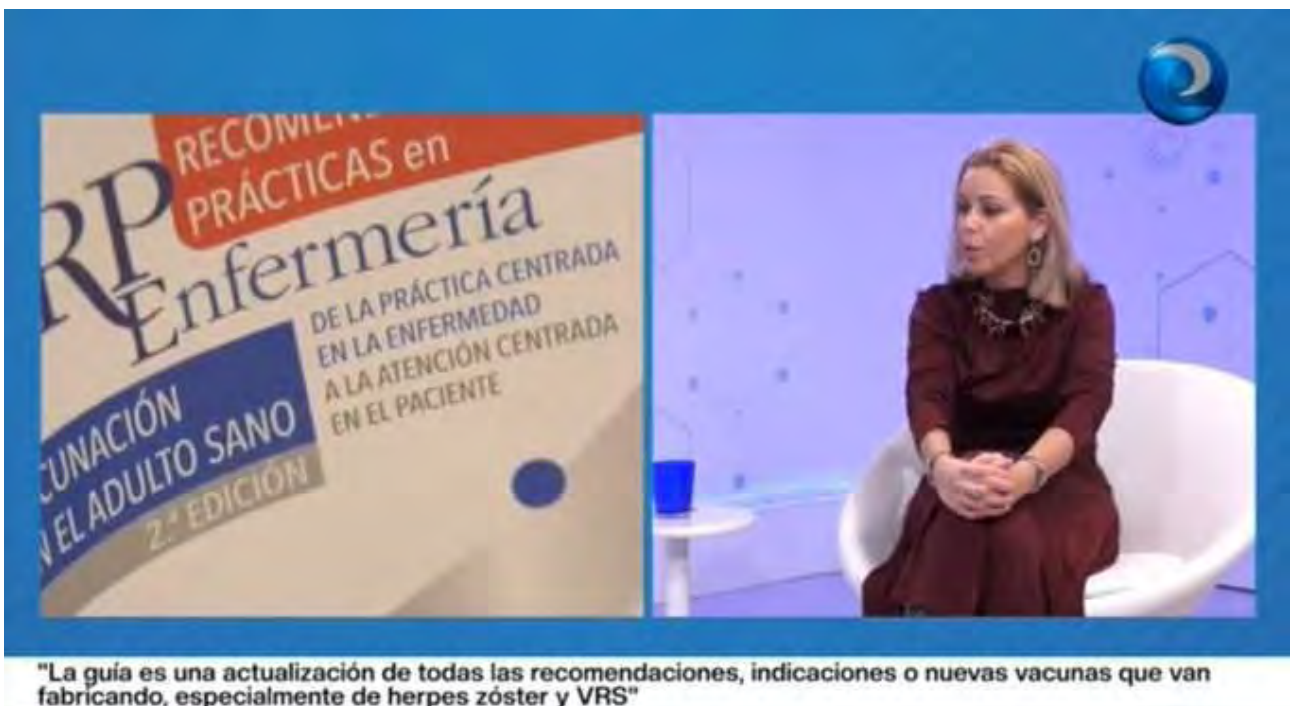 RECOMEN
PRÁCTICAS en
RP
Enfermería
DE LA PRÁCTICA CENTRADA
EN LA ENFERMEDAD
A LA ATENCIÓN CENTRADA
EN EL PACIENTE
CUNACIÓN
N EL ADULTO SANO
2.ª EDICIÓN
"La guía es una actualización de todas las recomendaciones, indicaciones o nuevas vacunas que van
fabricando, especialmente de herpes zóster y VRS"